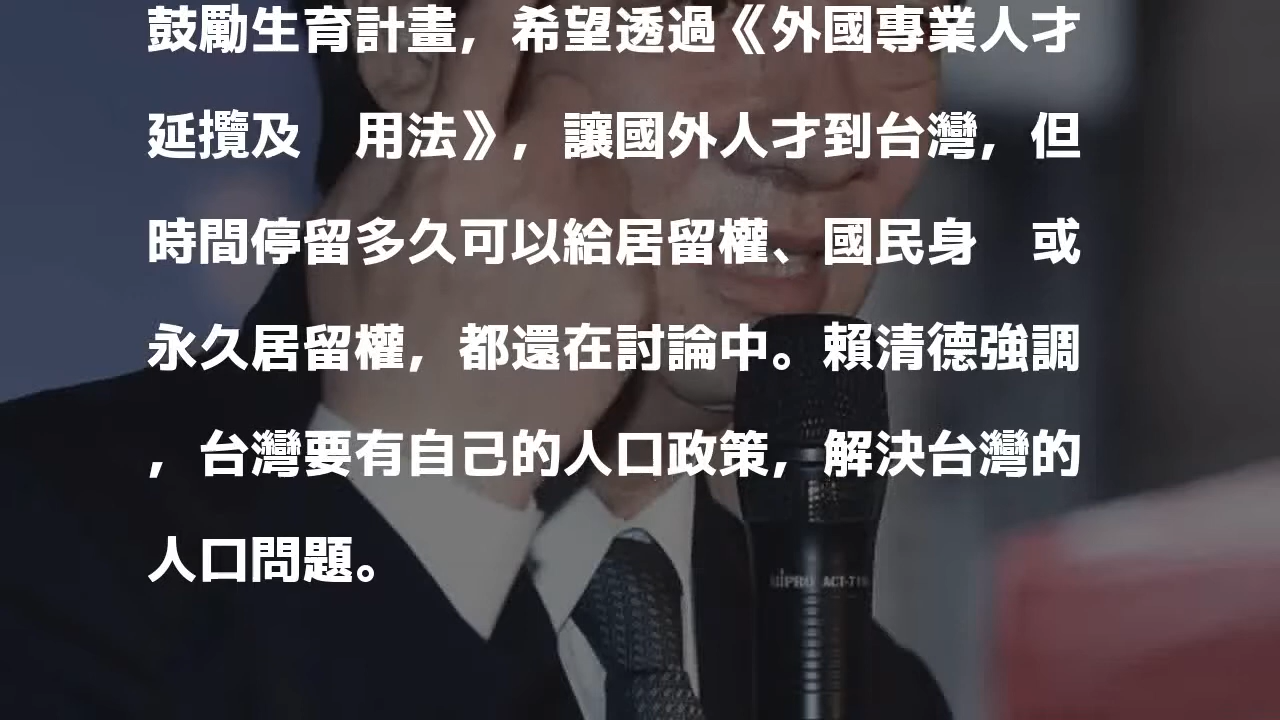 鼓勵生育計畫，希望透過《外國專業人才
延攬及　用法》，讓國外人才到台灣，但
時間停留多久可以給居留權、國民身　或
永久居留權，都還在討論中。賴清德強調
，台灣要有自己的人口政策，解決台灣的
人口問題。
MIPRO ACT-71